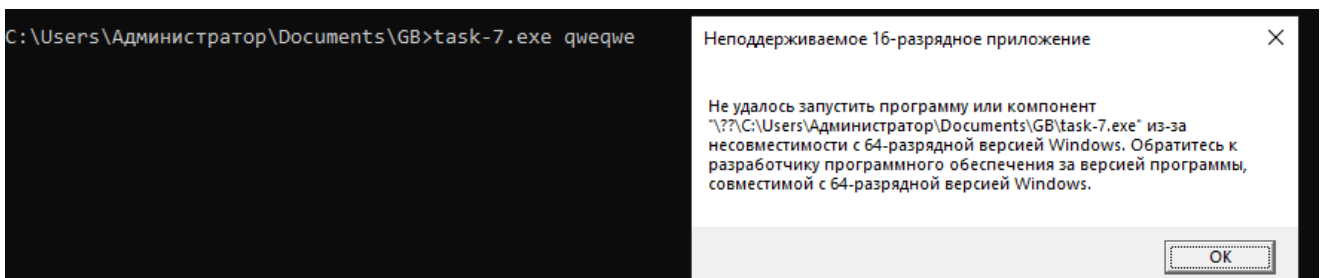 C:\Users\Администратор\Documents\GB>task-7.exe qweqwe
Неподдерживаемое 16-разрядное приложение
Не удалось запустить программу или компонент
"\??\C:\Users\Администратор\Documents\GB\task-7.exe" из-за
несовместимости с 64-разрядной версией Windows. Обратитесь к
разработчику программного обеспечения за версией программы,
совместимой с 64-разрядной версией Windows.
OK